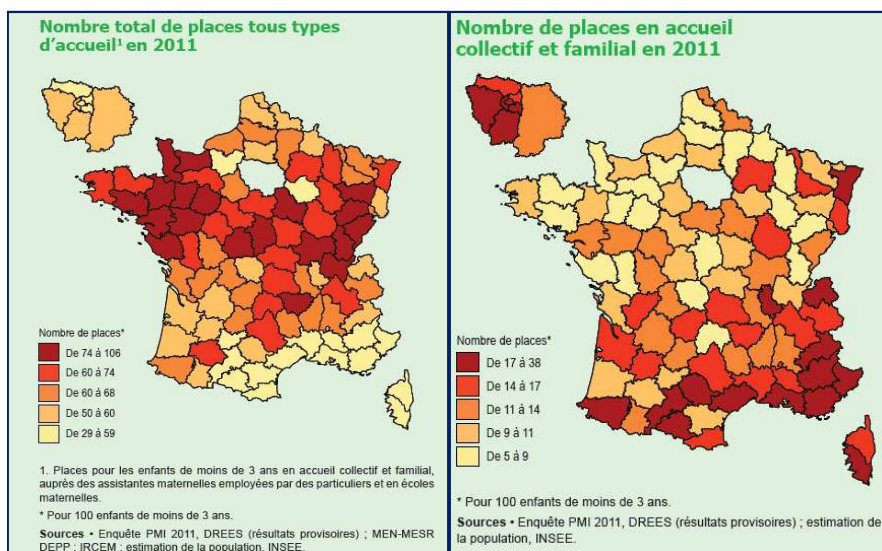 Nombre total de places tous types
d'accueil¹ en 2011
Nombre de places*
De 74 à 106
De 60 à 74
De 60 à 68
De 50 à 60
De 29 à 59
1. Places pour les enfants de moins de 3 ans en accueil collectif et familial,
auprès des assistantes maternelles employées par des particuliers et en écoles
maternelles.
* Pour 100 enfants de moins de 3 ans.
Sources • Enquête PMI 2011, DREES (résultats provisoires) ; MEN-MESR
DEPP ; IRCEM ; estimation de la population, INSEE.
Nombre de places en accueil
collectif et familial en 2011
Nombre de places*
De 17 à 38
De 14 à 17
De 11 à 14
De 9 à 11
De 5 à 9
* Pour 100 enfants de moins de 3 ans.
Sources • Enquête PMI 2011, DREES (résultats provisoires) ; estimation de
la population, INSEE.